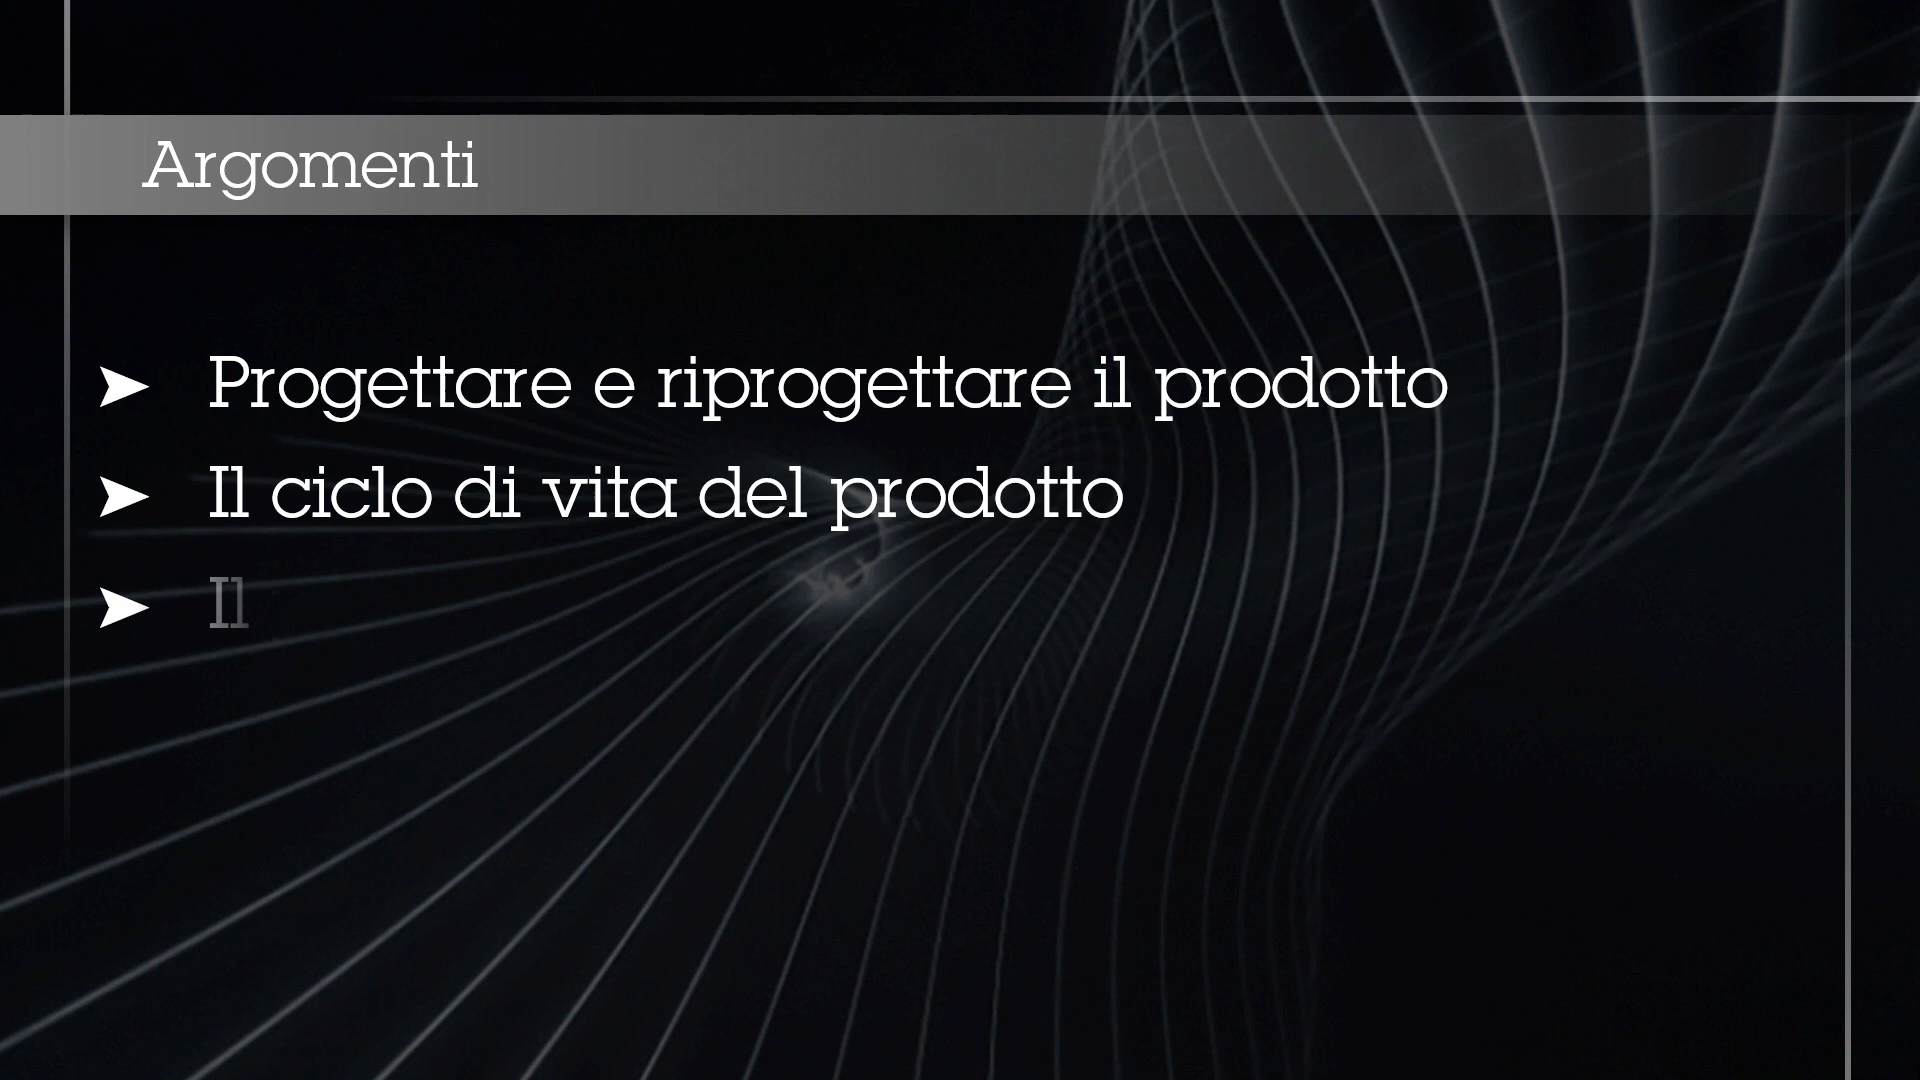 Argomenti
Progettare e riprogettare il prodotto
Il ciclo di vita del prodotto
Il